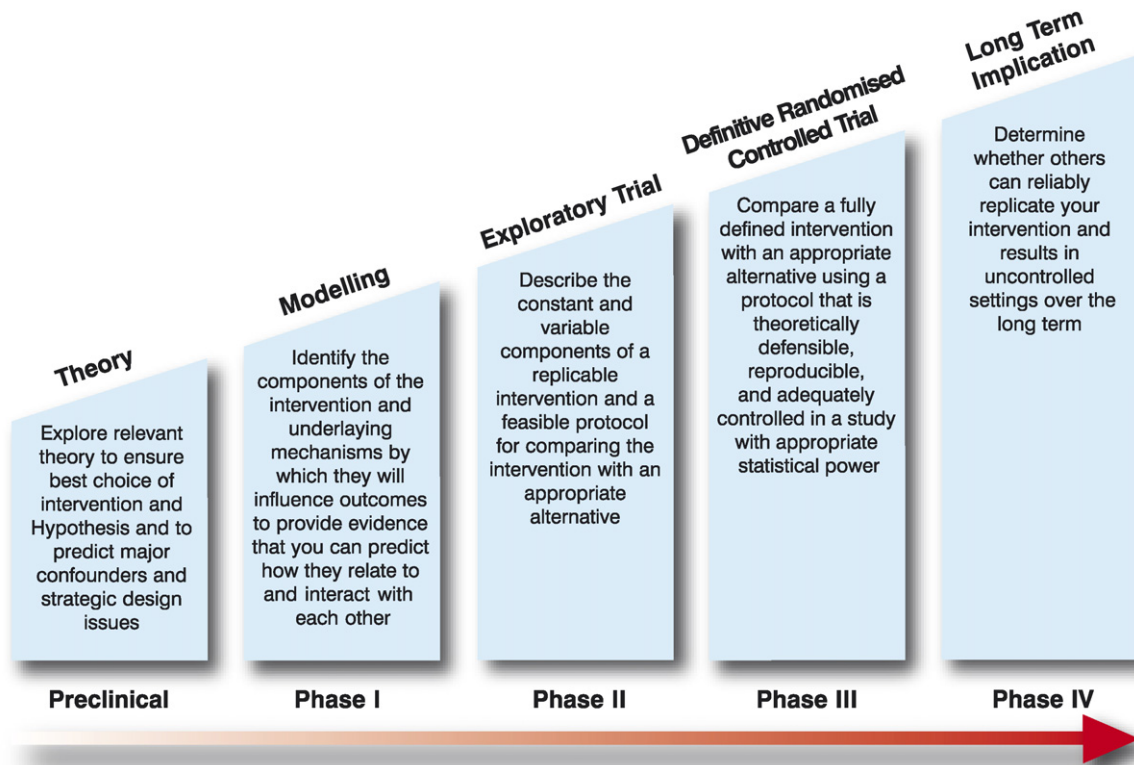 Theory
Explore relevant
theory to ensure
best choice of
intervention and
Hypothesis and to
predict major
confounders and
strategic design
issues
Preclinical
Modelling
Identify the
components of the
intervention and
underlaying
mechanisms by
which they will
influence outcomes
to provide evidence
that you can predict
how they relate to
and interact with
each other
Phase I
Exploratory Trial
Describe the
constant and
variable
components of a
replicable
intervention and a
feasible protocol
for comparing the
intervention with an
appropriate
alternative
Phase II
Definitive Randomised
Controlled Trial
Compare a fully
defined intervention
with an appropriate
alternative using a
protocol that is
theoretically
defensible,
reproducible,
and adequately
controlled in a study
with appropriate
statistical power
Phase III
Long Term
Implication
Determine
whether others
can reliably
replicate your
intervention and
results in
uncontrolled
settings over the
long term
Phase IV